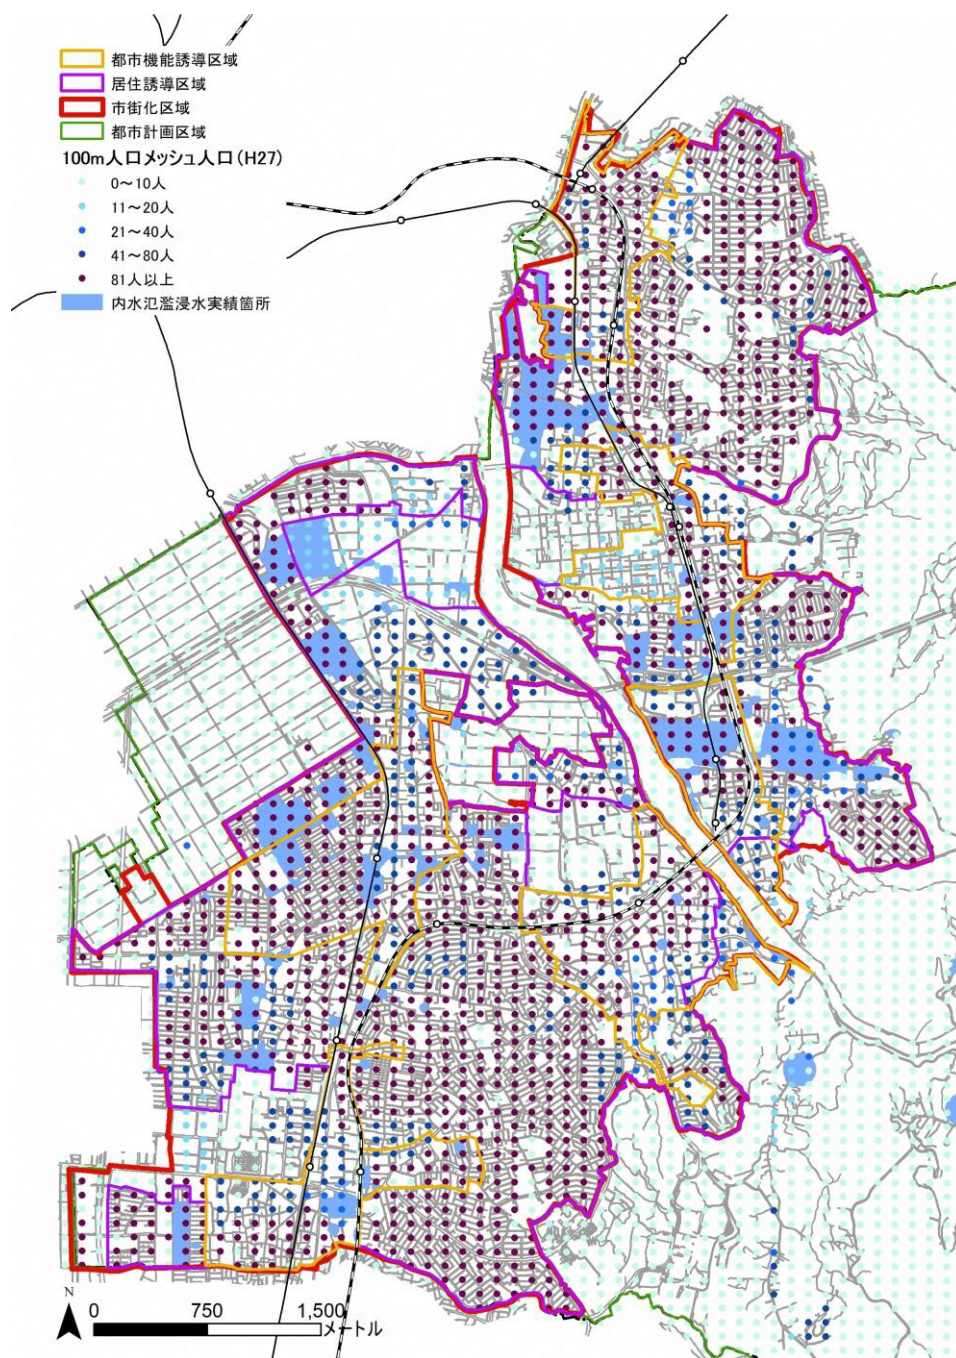 都市機能誘導区域
居住誘導区域
市街化区域
都市計画区域
100m人口メッシュ人口(H27)
0～10人
11～20人
21～40人
41～80人
81人以上
内水氾濫浸水実績箇所
N
0 750 1,500
メートル